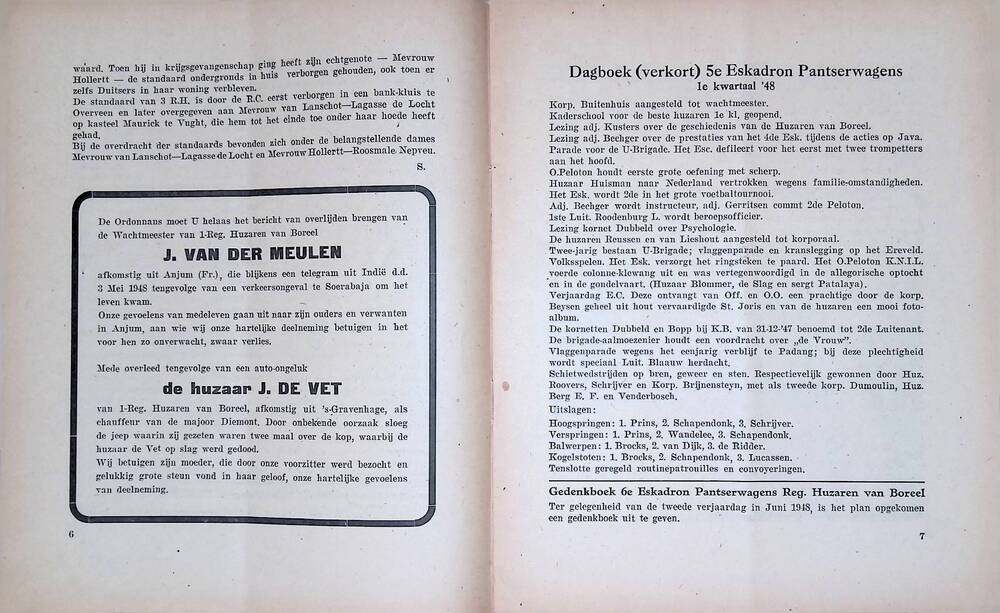 waard. Toen hij in krijgsgevangenschap ging heeft zijn echtgenote — Mevrouw
Hollertt — de standaard ondergronds in huis verborgen gehouden, ook toen er
zelfs Duitsers in haar woning verbleven.
De standaard van 3 R.H. is door de R.C. eerst verborgen in een bank-kluis te
Overveen en later overgegeven aan Mevrouw van Lanschot—Lagasse de Locht
op kasteel Maurick te Vught, die hem tot het einde toe onder haar hoede heeft
gehad.
Bij de overdracht der standaards bevonden zich onder de belangstellende dames
Mevrouw van Lanschot—Lagasse de Locht en Mevrouw Hollertt—Roosmale Nepveu.
S.
De Ordonnans moet U helaas het bericht van overlijden brengen van
de Wachtmeester van 1-Reg. Huzaren van Boreel
J. VAN DER MEULEN
afkomstig uit Anjum (Fr.), die blijkens een telegram uit Indië d.d.
3 Mei 1948 tengevolge van een verkeersongeval te Soerabaja om het
leven kwam.
Onze gevoelens van medeleven gaan uit naar zijn ouders en verwanten
in Anjum, aan wie wij onze hartelijke deelneming betuigen in het
voor hen zo onverwacht, zwaar verlies.
Mede overleed tengevolge van een auto-ongeluk
de huzaar J. DE VET
van 1-Reg. Huzaren van Boreel, afkomstig uit 's-Gravenhage, als
chauffeur van de majoor Diemont. Door onbekende oorzaak sloeg
de jeep waarin zij gezeten waren twee maal over de kop, waarbij de
huzaar de Vet op slag werd gedood.
Wij betuigen zijn moeder, die door onze voorzitter werd bezocht en
gelukkig grote steun vond in haar geloof, onze hartelijke gevoelens
van deelneming.
6
Dagboek (verkort) 5e Eskadron Pantserwagens
1e kwartaal '48
Korp. Buitenhuis aangesteld tot wachtmeester.
Kaderschool voor de beste huzaren 1e kl. geopend.
Lezing adj. Kusters over de geschiedenis van de Huzaren van Boreel.
Lezing adj. Bechger over de prestaties van het 4de Esk. tijdens de acties op Java.
Parade voor de U-Brigade. Het Esc. defileert voor het eerst met twee trompetters
aan het hoofd.
O.Peloton houdt eerste grote oefening met scherp.
Huzaar Huisman naar Nederland vertrokken wegens familie-omstandigheden.
Het Esk. wordt 2de in het grote voetbaltournooi.
Adj. Bechger wordt instructeur, adj. Gerritsen commt 2de Peloton.
1ste Luit. Roodenburg L. wordt beroepsofficier.
Lezing kornet Dubbeld over Psychologie.
De huzaren Reussen en van Lieshout aangesteld tot korporaal.
Twee-jarig bestaan U-Brigade; vlaggenparade en kranslegging op het Ereveld.
Volksspelen. Het Esk. verzorgt het ringsteken te paard. Het O.Peloton K.N.I.L.
voerde colonne-klewang uit en was vertegenwoordigd in de allegorische optocht
en in de gondelvaart. (Huzaar Blommer, de Slag en sergt Patalaya).
Verjaardag E.C. Deze ontvangt van Off. en O.O. een prachtige door de korp.
Beysen geheel uit hout vervaardigde St. Joris en van de huzaren een mooi foto-
album.
De kornetten Dubbeld en Bopp bij K.B. van 31-12-'47 benoemd tot 2de Luitenant.
De brigade-aalmoezenier houdt een voordracht over „de Vrouw".
Vlaggenparade wegens het eenjarig verblijf te Padang; bij deze plechtigheid
wordt speciaal Luit. Blaauw herdacht.
Schietwedstrijden op bren, geweer en sten. Respectievelijk gewonnen door Huz.
Roovers, Schrijver en Korp. Brijnensteyn, met als tweede korp. Dumoulin, Huz.
Berg E. F. en Venderbosch.
Uitslagen:
Hoogspringen: 1. Prins, 2. Schapendonk, 3. Schrijver.
Verspringen: 1. Prins, 2. Wandelee, 3. Schapendonk.
Balwerpen: 1. Brocks, 2. van Dijk, 3. de Ridder.
Kogelstoten: 1. Brocks, 2. Schapendonk, 3. Lucassen.
Tenslotte geregeld routinepatrouilles en convoyeringen.
Gedenkboek 6e Eskadron Pantserwagens Reg. Huzaren van Boreel
Ter gelegenheid van de tweede verjaardag in Juni 1948, is het plan opgekomen
een gedenkboek uit te geven.
7